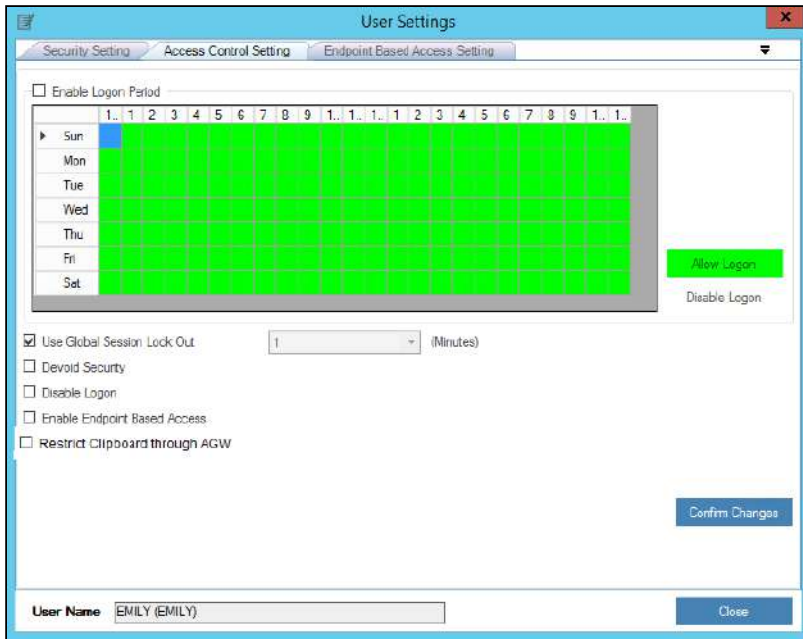 User Settings
x
Security Setting Access Control Setting Endpoint Based Access Setting
Enable Logon Period
1.. 1 2 3 4 5 6 7 8 9 1.. 1.. 1.. 1 2 3 4 5 6 7 8 9 1.. 1..
Sun
Mon
Tue
Wed
Thu
Fri
Sat
Allow Logon
Disable Logon
Use Global Session Lock Out 1 (Minutes)
Devoid Security
Disable Logon
Enable Endpoint Based Access
Restrict Clipboard through AGW
Confirm Changes
User Name EMILY (EMILY) Close